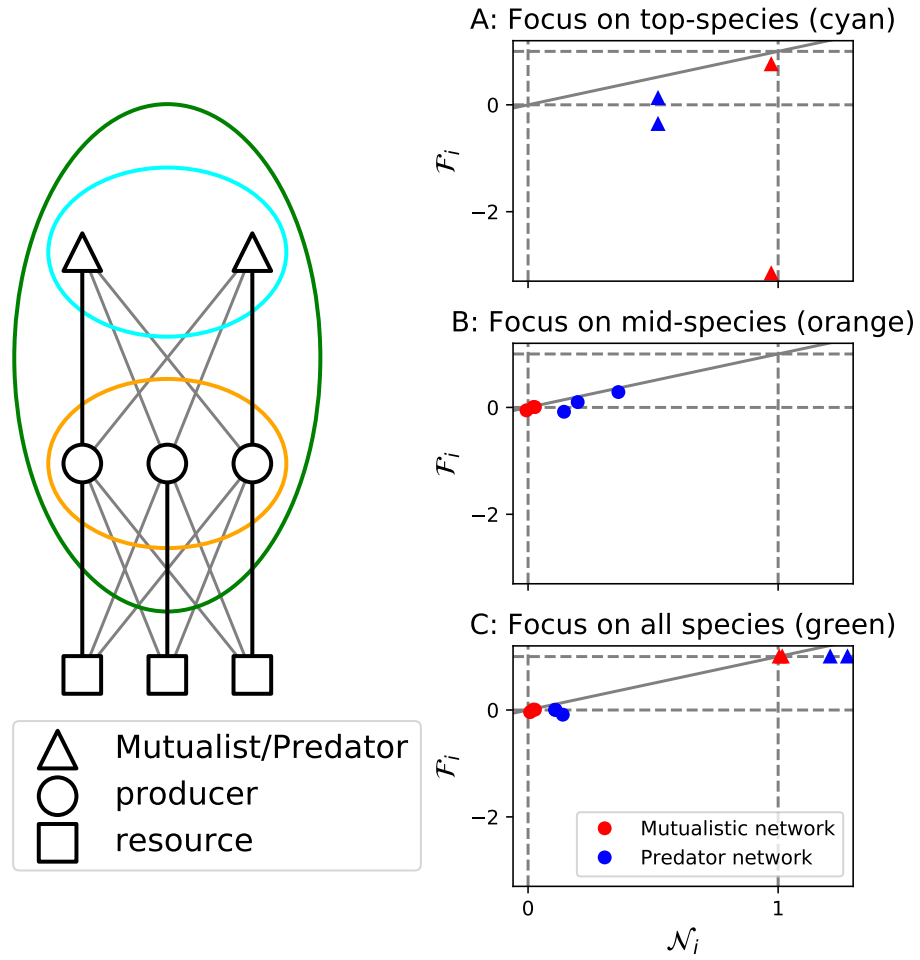 A: Focus on top-species (cyan)
0
−2
ℱᵢ
B: Focus on mid-species (orange)
0
−2
ℱᵢ
C: Focus on all species (green)
0
−2
ℱᵢ
Mutualistic network
Predator network
0 1
𝒩ᵢ
Mutualist/Predator
producer
resource